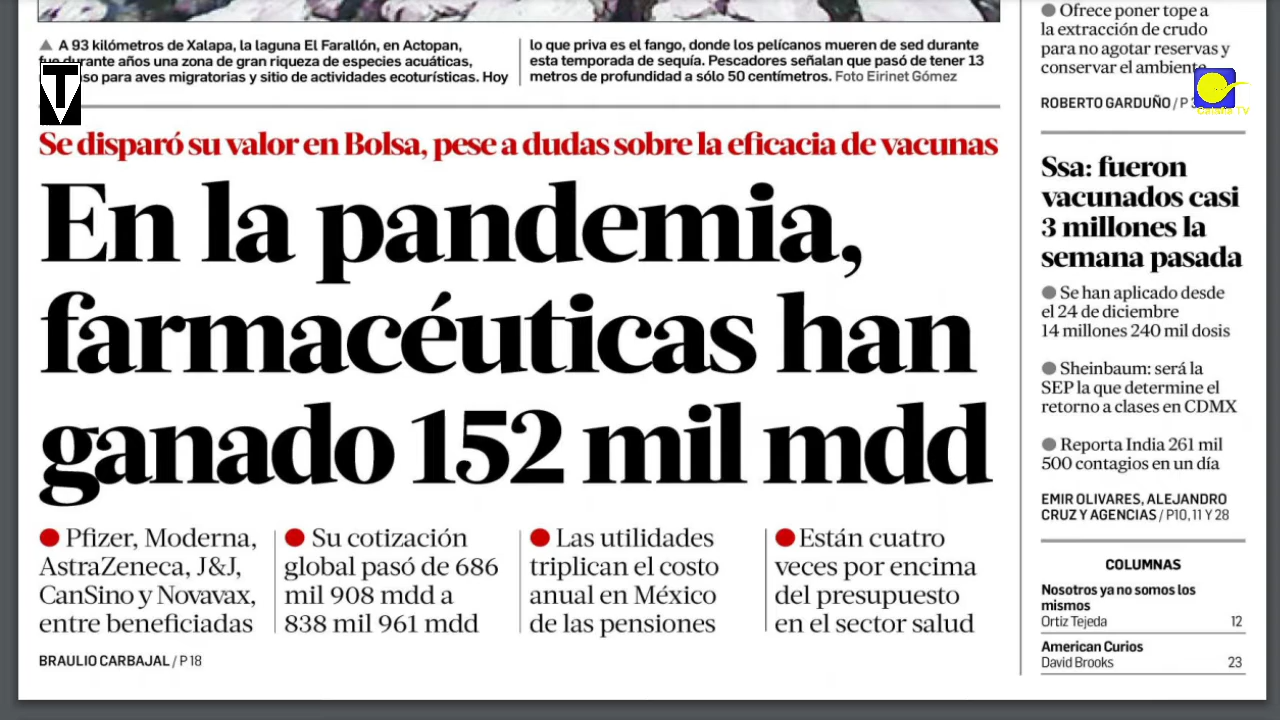 A 93 kilómetros de Xalapa, la laguna El Farallón, en Actopan,
fue durante años una zona de gran riqueza de especies acuáticas,
so para aves migratorias y sitio de actividades ecoturísticas. Hoy
lo que priva es el fango, donde los pelícanos mueren de sed durante
esta temporada de sequía. Pescadores señalan que pasó de tener 13
metros de profundidad a sólo 50 centímetros. Foto Eirinet Gómez
T
Se disparó su valor en Bolsa, pese a dudas sobre la eficacia de vacunas
En la pandemia,
farmacéuticas han
ganado 152 mil mdd
● Pfizer, Moderna,
AstraZeneca, J&J,
CanSino y Novavax,
entre beneficiadas
● Su cotización
global pasó de 686
mil 908 mdd a
838 mil 961 mdd
● Las utilidades
triplican el costo
anual en México
de las pensiones
● Están cuatro
veces por encima
del presupuesto
en el sector salud
BRAULIO CARBAJAL / P 18
● Ofrece poner tope a
la extracción de crudo
para no agotar reservas y
conservar el ambiente
ROBERTO GARDUÑO / P
Galaxia TV
Ssa: fueron
vacunados casi
3 millones la
semana pasada
● Se han aplicado desde
el 24 de diciembre
14 millones 240 mil dosis
● Sheinbaum: será la
SEP la que determine el
retorno a clases en CDMX
● Reporta India 261 mil
500 contagios en un día
EMIR OLIVARES, ALEJANDRO
CRUZ Y AGENCIAS / P10, 11 Y 28
COLUMNAS
Nosotros ya no somos los
mismos
Ortiz Tejeda 12
American Curios
David Brooks 23